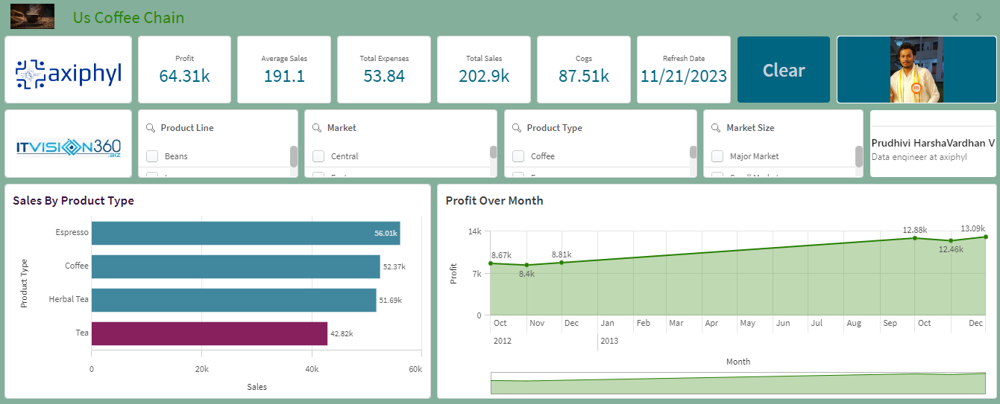 Us Coffee Chain
axiphyl
Profit
64.31k
Average Sales
191.1
Total Expenses
53.84
Total Sales
202.9k
Cogs
87.51k
Refresh Date
11/21/2023
Clear
ITVISION360
.BIZ
Product Line
Beans
Market
Central
Product Type
Coffee
Market Size
Major Market
Prudhivi HarshaVardhan V
Data engineer at axiphyl
Sales By Product Type
Product Type
Espresso
56.01k
Coffee
52.37k
Herbal Tea
51.69k
Tea
42.82k
0 20k 40k 60k
Sales
Profit Over Month
Profit
14k
7k
0
8.67k
8.4k
8.81k
12.88k
12.46k
13.09k
Oct Nov Dec Jan Feb Mar Apr May Jun Jul Aug Sep Oct Dec
2012 2013
Month